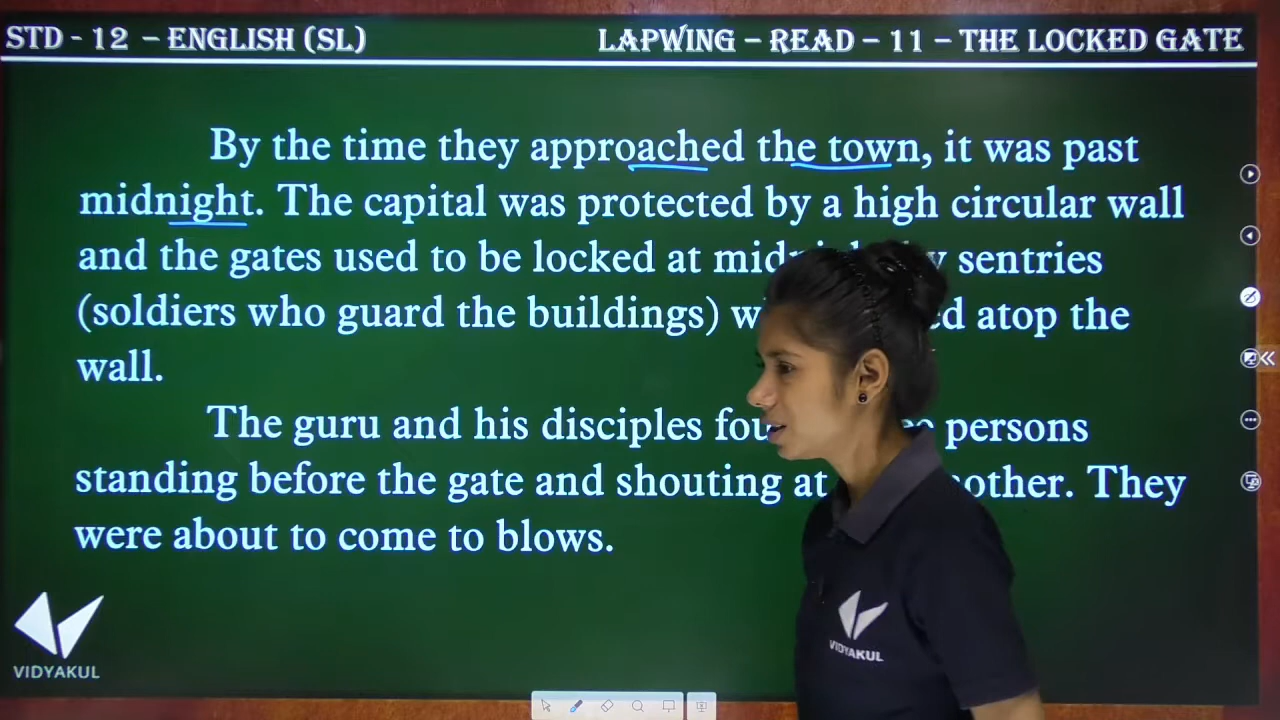 STD - 12 – ENGLISH (SL)
LAPWING – READ – 11 – THE LOCKED GATE
By the time they approached the town, it was past
midnight. The capital was protected by a high circular wall
and the gates used to be locked at sentries
(soldiers who guard the buildings) atop the
wall.
The guru and his disciples persons
standing before the gate and shouting at They
were about to come to blows.
VIDYAKUL
VIDYAKUL